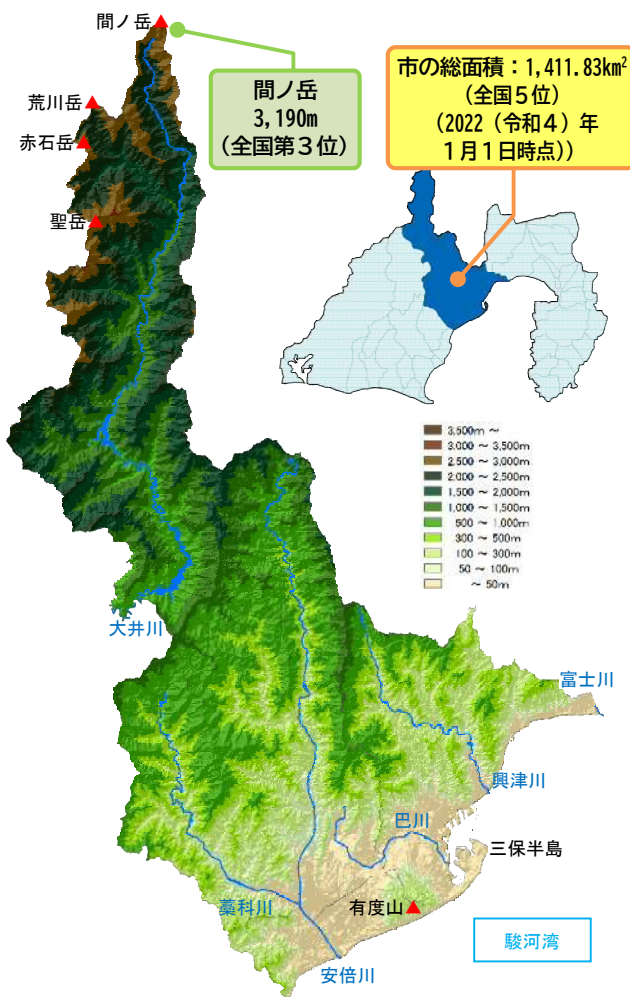 間ノ岳
荒川岳
赤石岳
聖岳
間ノ岳
3,190m
(全国第３位)
市の総面積：1,411.83km²
(全国５位)
(2022（令和４）年
１月１日時点))
3,500m ～
3,000 ～ 3,500m
2,500 ～ 3,000m
2,000 ～ 2,500m
1,500 ～ 2,000m
1,000 ～ 1,500m
500 ～ 1,000m
300 ～ 500m
100 ～ 300m
50 ～ 100m
～ 50m
大井川
富士川
興津川
巴川
三保半島
藁科川
有度山
安倍川
駿河湾